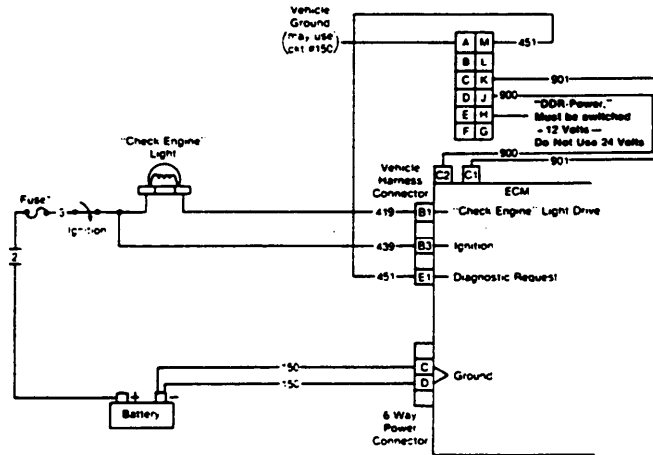 Vehicle
Ground
(may use
ckt #150)
A M
B L
C K
D J
E H
F G
451
901
900
"DDR-Power,"
Must be switched
- 12 Volts —
Do Not Use 24 Volts
900
901
C2 C1
ECM
"Check Engine"
Light
Vehicle
Harness
Connector
Fuse
Ignition
2
419 B1 "Check Engine" Light Drive
439 B3 Ignition
451 E1 Diagnostic Request
150 C
150 D
Ground
+ -
Battery
6 Way
Power
Connector